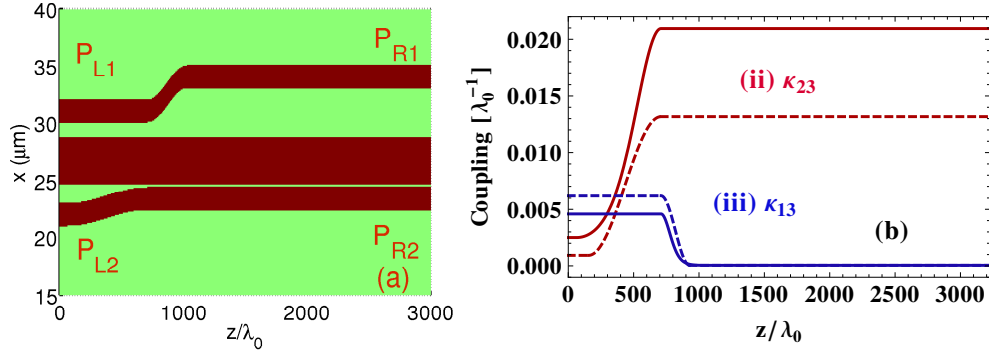 x (μm)
40
35
30
25
20
15
P_L1
P_R1
P_L2
P_R2
(a)
0
1000
2000
3000
z/λ_0
Coupling [λ_0^{-1}]
0.020
0.015
0.010
0.005
0.000
(ii) κ_23
(iii) κ_13
(b)
0
500
1000
1500
2000
2500
3000
z/λ_0